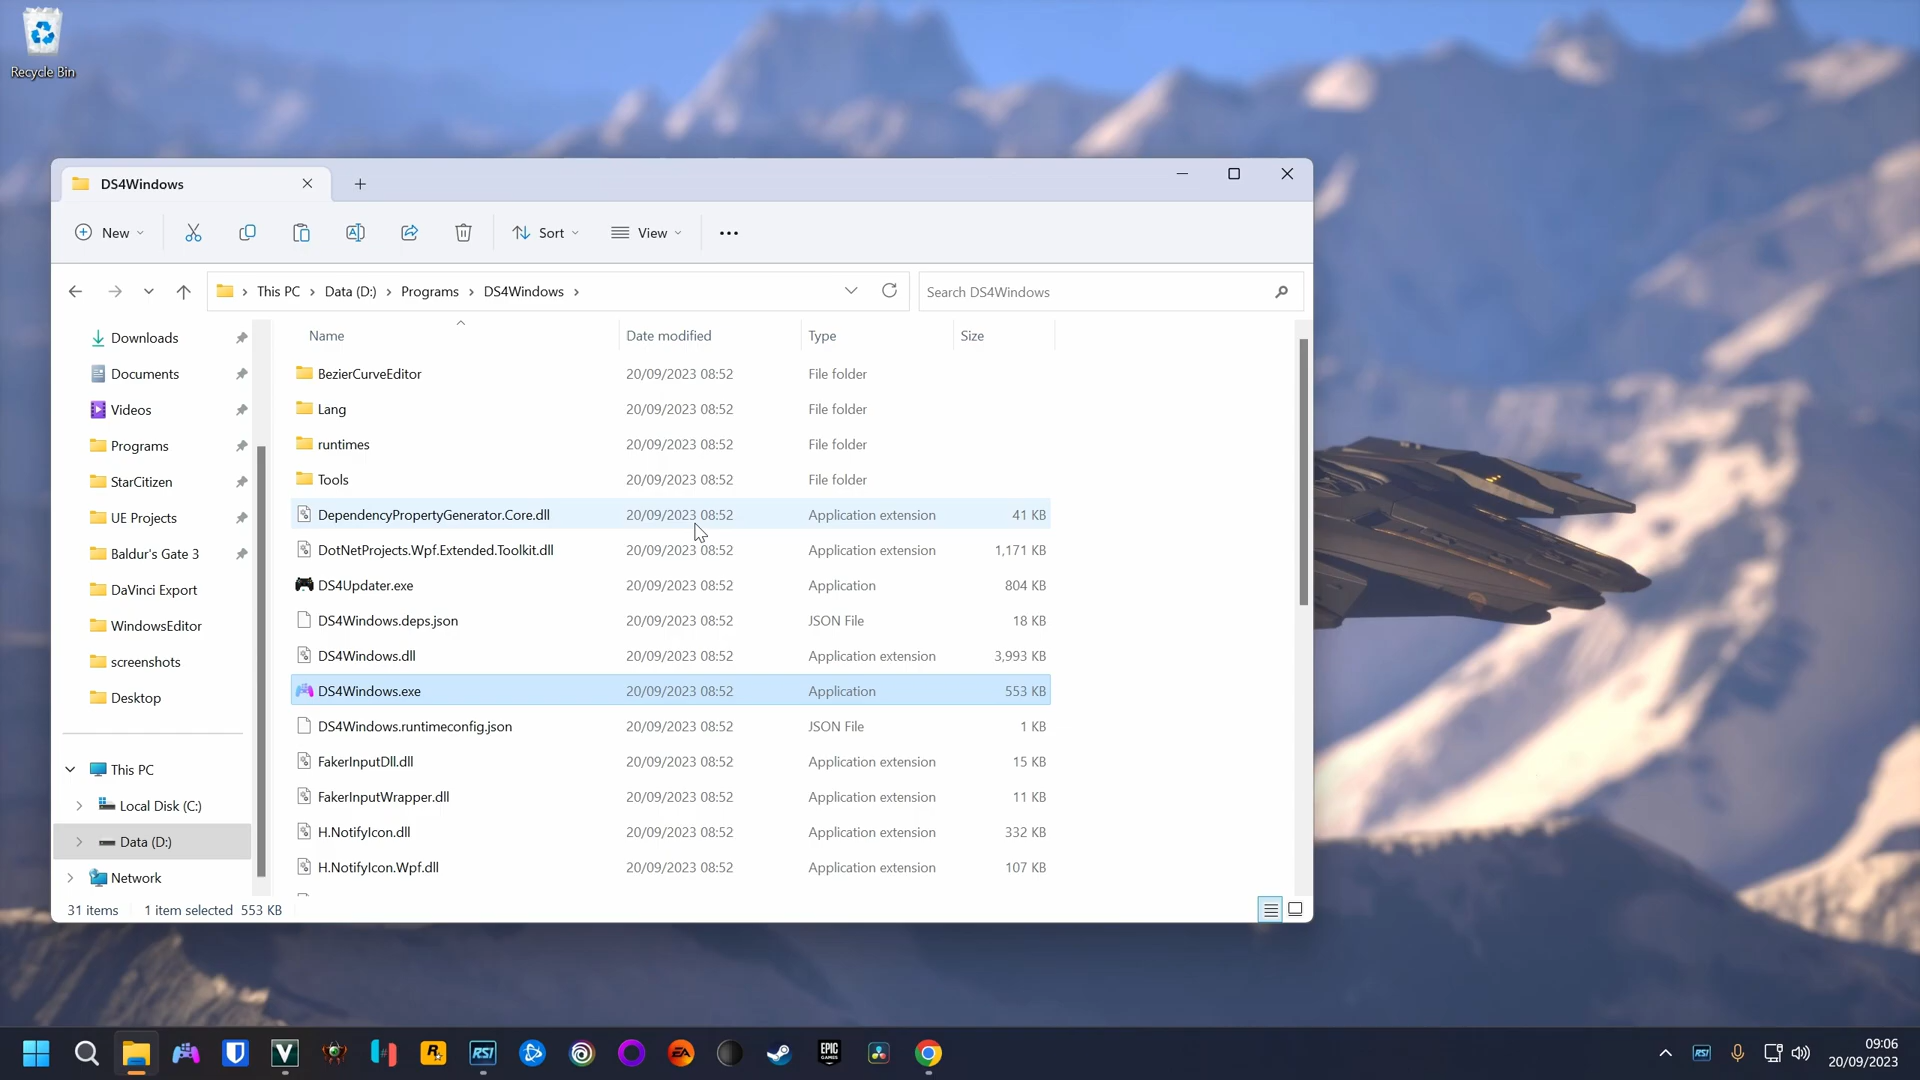 Recycle Bin
DS4Windows
New
Sort
View
This PC
Data (D:)
Programs
DS4Windows
Search DS4Windows
Downloads
Documents
Videos
Programs
StarCitizen
UE Projects
Baldur's Gate 3
DaVinci Export
WindowsEditor
screenshots
Desktop
This PC
Local Disk (C:)
Data (D:)
Network
Name Date modified Type Size
BezierCurveEditor 20/09/2023 08:52 File folder
Lang 20/09/2023 08:52 File folder
runtimes 20/09/2023 08:52 File folder
Tools 20/09/2023 08:52 File folder
DependencyPropertyGenerator.Core.dll 20/09/2023 08:52 Application extension 41 KB
DotNetProjects.Wpf.Extended.Toolkit.dll 20/09/2023 08:52 Application extension 1,171 KB
DS4Updater.exe 20/09/2023 08:52 Application 804 KB
DS4Windows.deps.json 20/09/2023 08:52 JSON File 18 KB
DS4Windows.dll 20/09/2023 08:52 Application extension 3,993 KB
DS4Windows.exe 20/09/2023 08:52 Application 553 KB
DS4Windows.runtimeconfig.json 20/09/2023 08:52 JSON File 1 KB
FakerInputDll.dll 20/09/2023 08:52 Application extension 15 KB
FakerInputWrapper.dll 20/09/2023 08:52 Application extension 11 KB
H.NotifyIcon.dll 20/09/2023 08:52 Application extension 332 KB
H.NotifyIcon.Wpf.dll 20/09/2023 08:52 Application extension 107 KB
31 items 1 item selected 553 KB
V
R
RSI
EA
EPIC
GAMES
RSI
09:06
20/09/2023